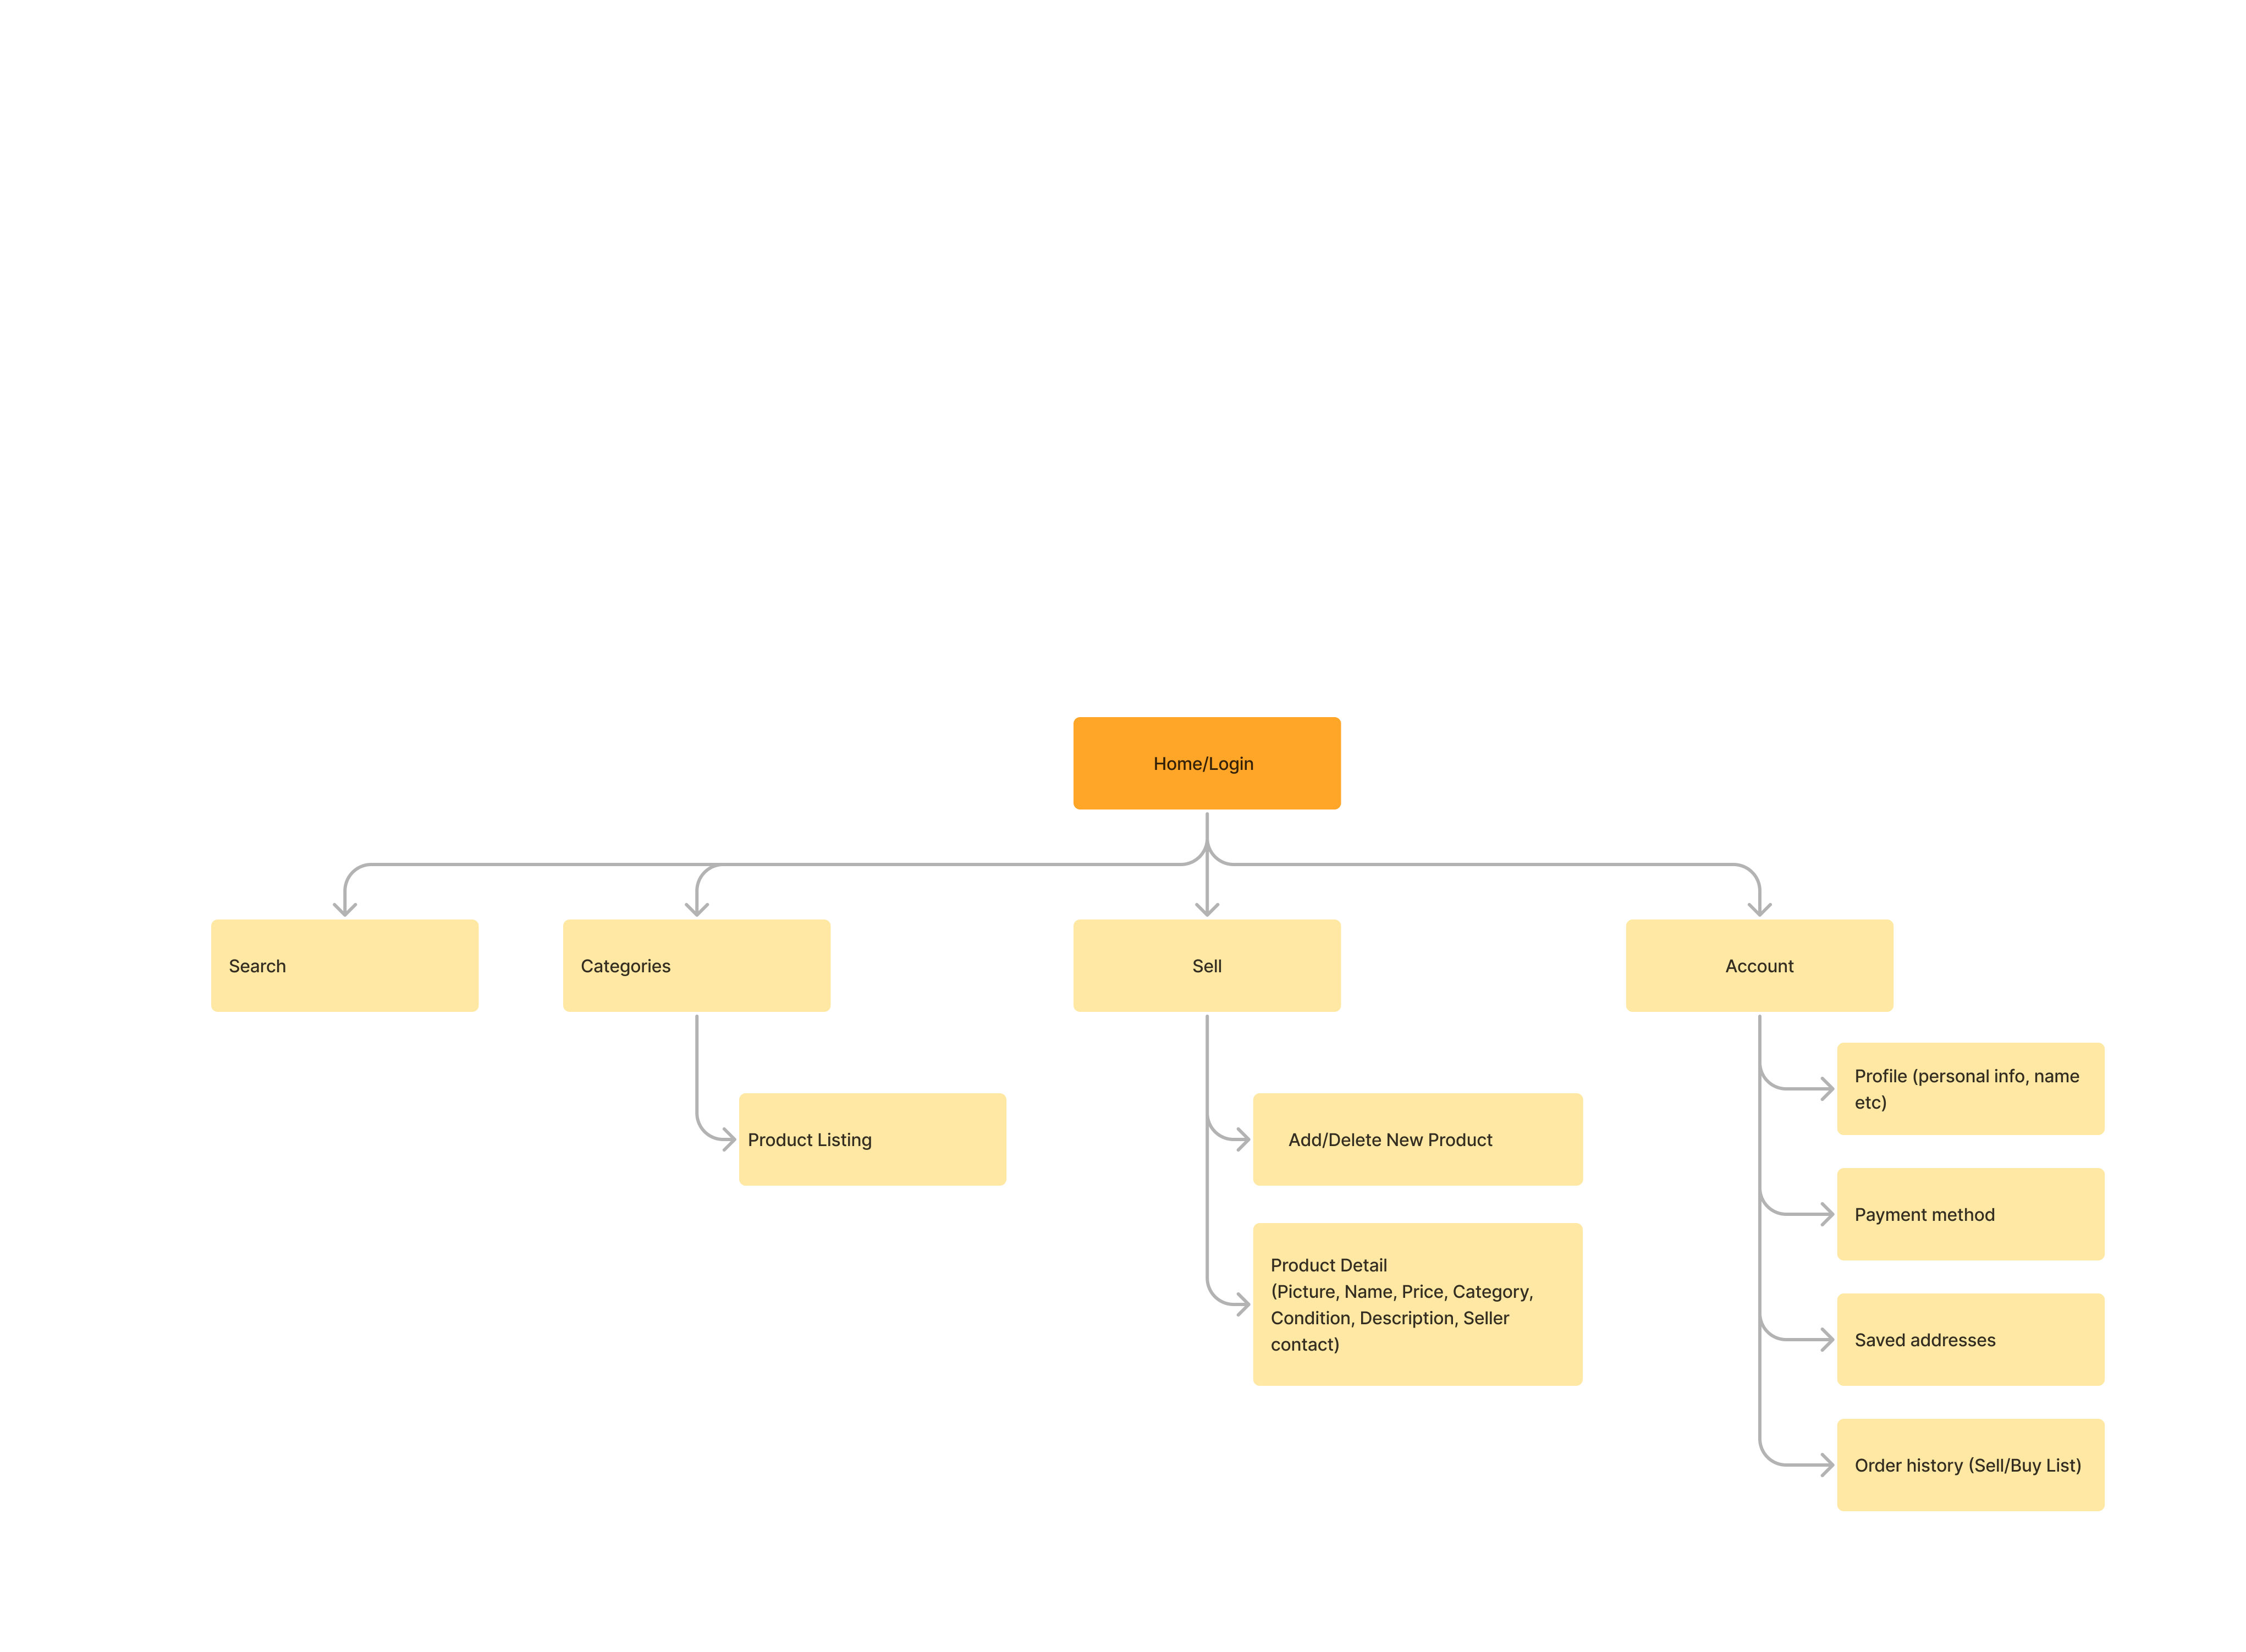 Home/Login
Search
Categories
Sell
Account
Product Listing
Add/Delete New Product
Product Detail
(Picture, Name, Price, Category,
Condition, Description, Seller
contact)
Profile (personal info, name
etc)
Payment method
Saved addresses
Order history (Sell/Buy List)